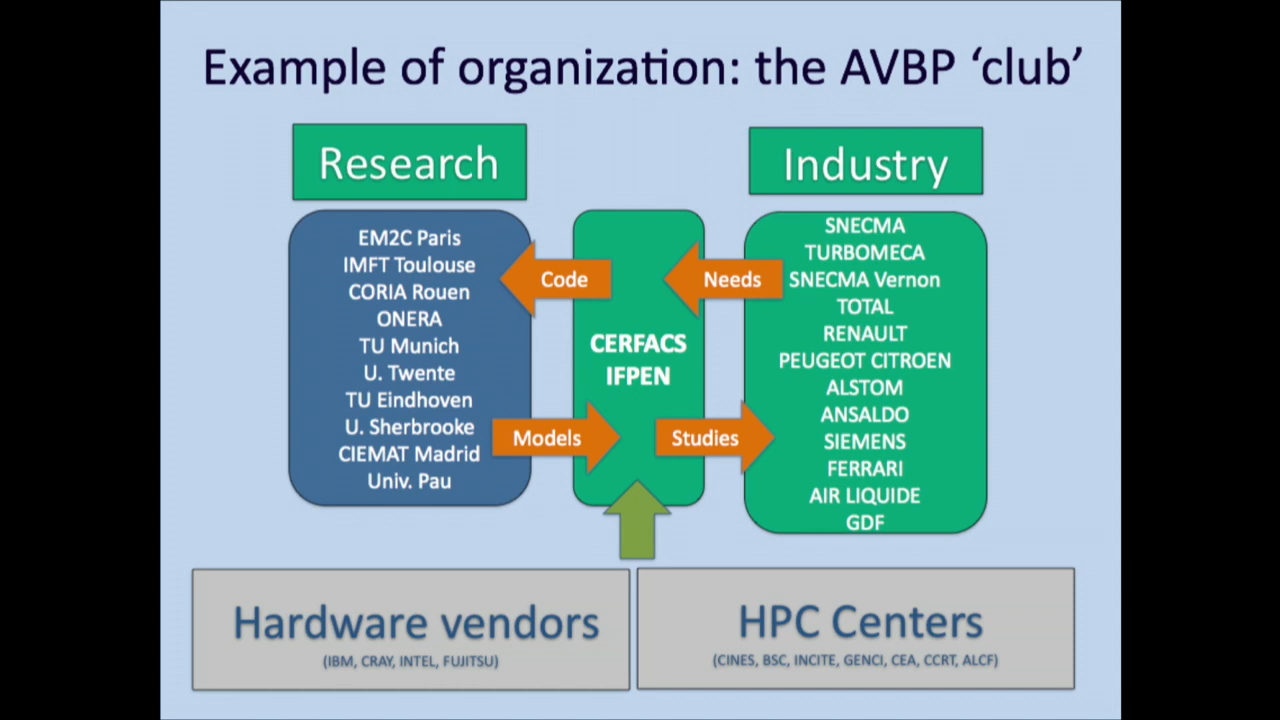 Example of organization: the AVBP ‘club’
Research
Industry
EM2C Paris
IMFT Toulouse
CORIA Rouen
ONERA
TU Munich
U. Twente
TU Eindhoven
U. Sherbrooke
CIEMAT Madrid
Univ. Pau
Code
Models
CERFACS
IFPEN
Needs
Studies
SNECMA
TURBOMECA
SNECMA Vernon
TOTAL
RENAULT
PEUGEOT CITROEN
ALSTOM
ANSALDO
SIEMENS
FERRARI
AIR LIQUIDE
GDF
Hardware vendors
(IBM, CRAY, INTEL, FUJITSU)
HPC Centers
(CINES, BSC, INCITE, GENCI, CEA, CCRT, ALCF)